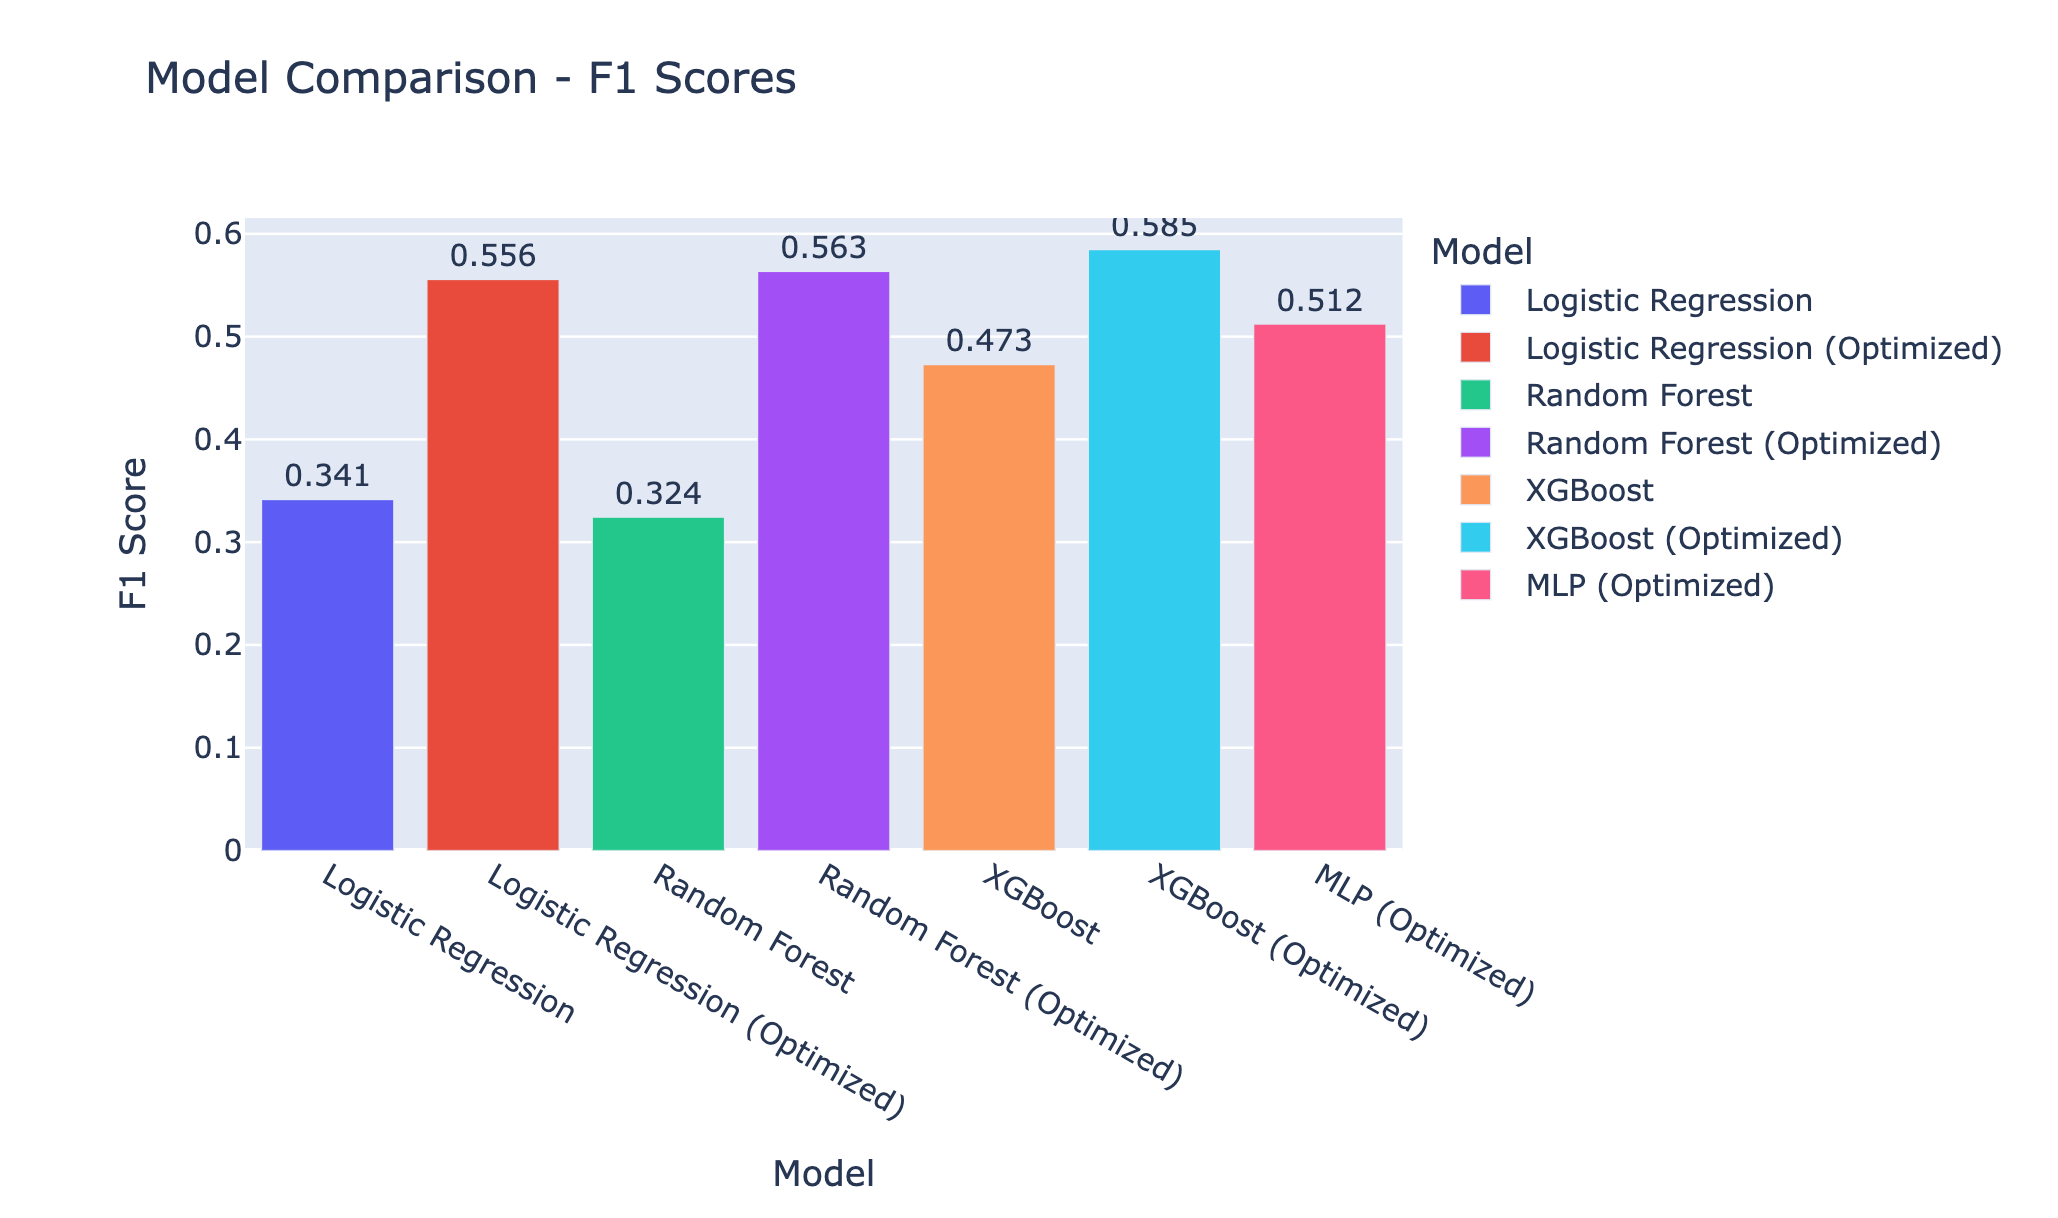 Model Comparison - F1 Scores
F1 Score
0.6
0.5
0.4
0.3
0.2
0.1
0
0.341
0.556
0.324
0.563
0.473
0.585
0.512
Logistic Regression
Logistic Regression (Optimized)
Random Forest
Random Forest (Optimized)
XGBoost
XGBoost (Optimized)
MLP (Optimized)
Model
Model
Logistic Regression
Logistic Regression (Optimized)
Random Forest
Random Forest (Optimized)
XGBoost
XGBoost (Optimized)
MLP (Optimized)